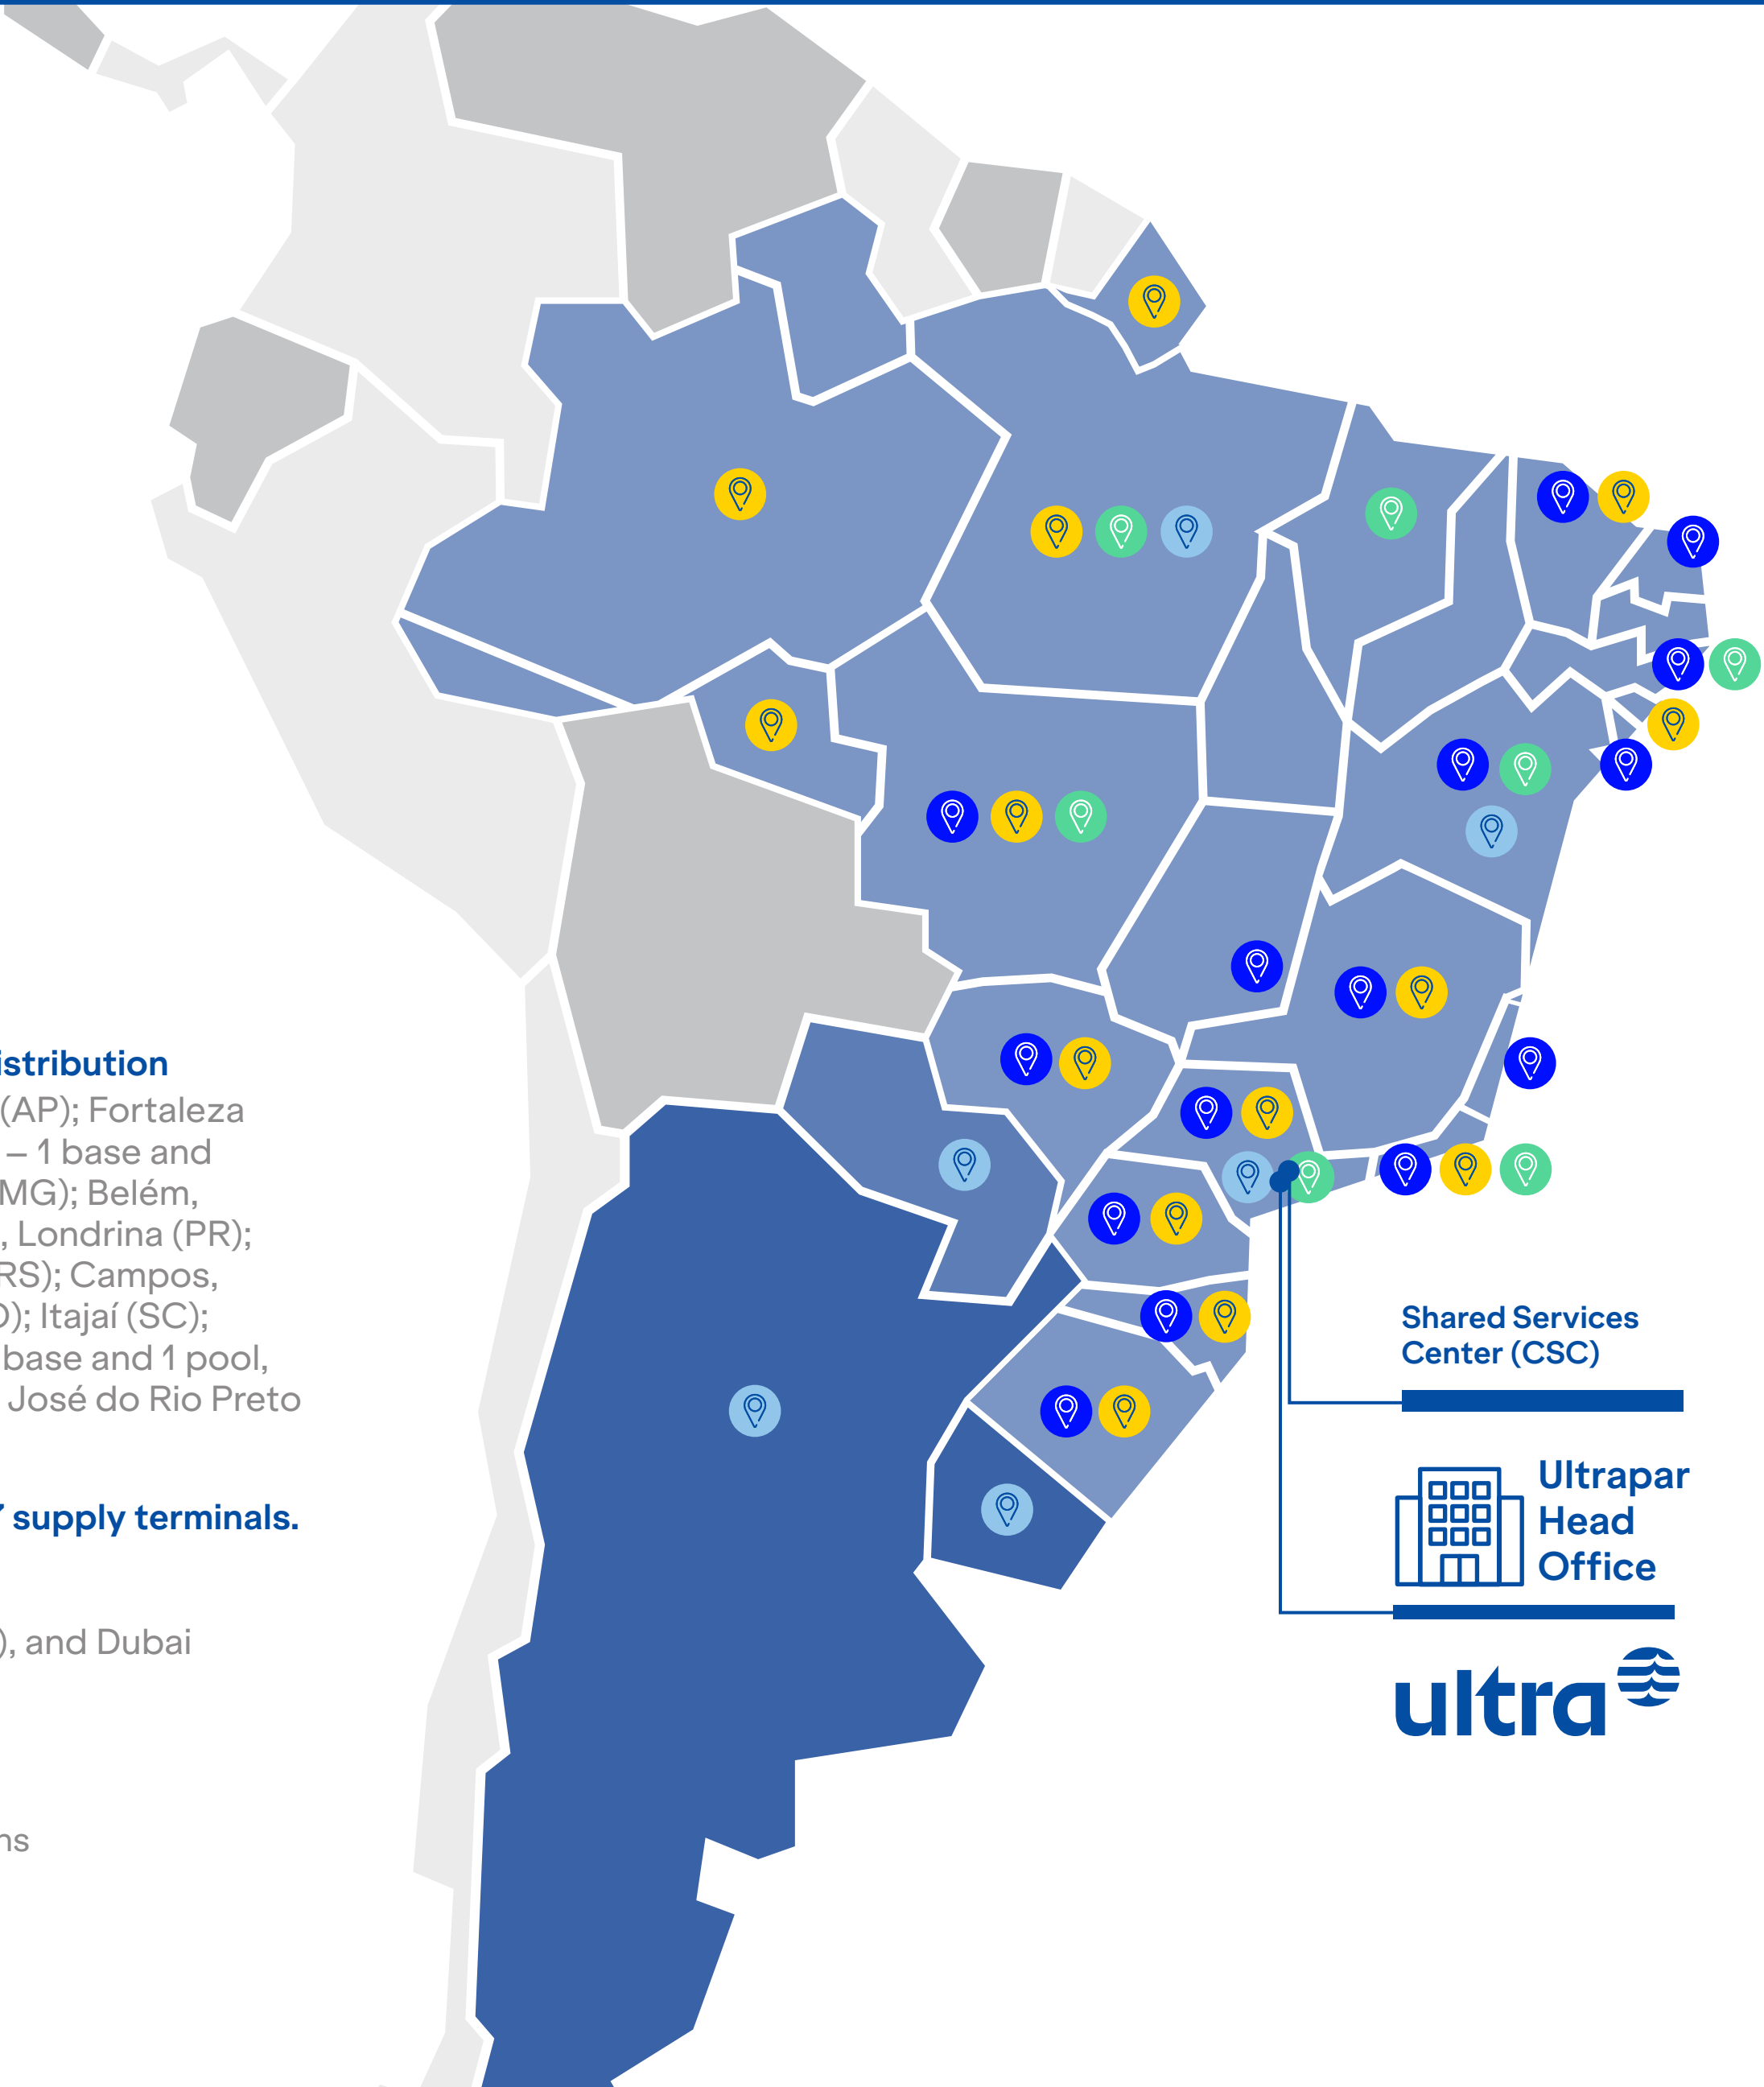 istribution
(AP); Fortaleza
– 1 base and
MG); Belém,
, Londrina (PR);
RS); Campos,
); Itajaí (SC);
base and 1 pool,
José do Rio Preto
supply terminals.
), and Dubai
ns
Shared Services
Center (CSC)
Ultrapar
Head
Office
ultra